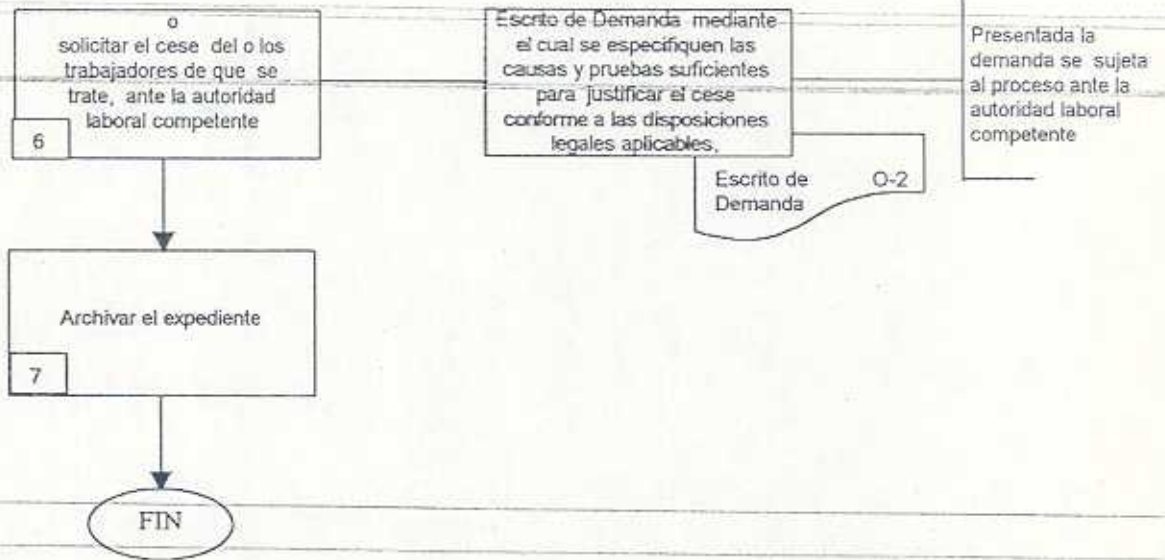 o
solicitar el cese del o los
trabajadores de que se
trate, ante la autoridad
laboral competente
6
Escrito de Demanda mediante
el cual se especifiquen las
causas y pruebas suficientes
para justificar el cese
conforme a las disposiciones
legales aplicables,
Escrito de O-2
Demanda
Presentada la
demanda se sujeta
al proceso ante la
autoridad laboral
competente
Archivar el expediente
7
FIN